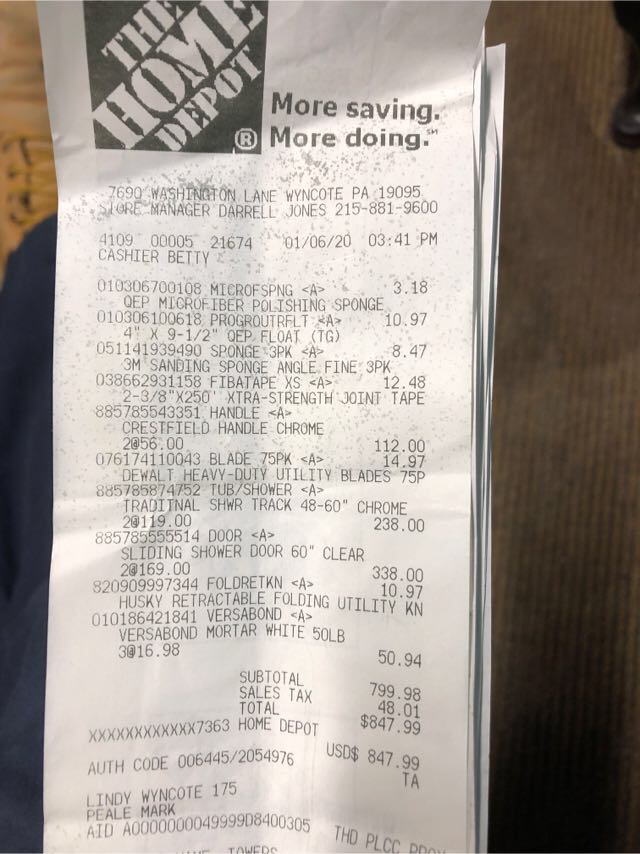 THE
HOME
DEPOT
®
More saving.
More doing.℠
7690 WASHINGTON LANE WYNCOTE PA 19095
STORE MANAGER DARRELL JONES 215-881-9600
4109 00005 21674 01/06/20 03:41 PM
CASHIER BETTY
010306700108 MICROFSPNG <A> 3.18
QEP MICROFIBER POLISHING SPONGE
010306100618 PROGROUTRFLT <A> 10.97
4" X 9-1/2" QEP FLOAT (TG)
051141939490 SPONGE 3PK <A> 8.47
3M SANDING SPONGE ANGLE FINE 3PK
038662931158 FIBATAPE XS <A> 12.48
2-3/8"X250' XTRA-STRENGTH JOINT TAPE
885785543351 HANDLE <A>
CRESTFIELD HANDLE CHROME
2@56.00 112.00
076174110043 BLADE 75PK <A> 14.97
DEWALT HEAVY-DUTY UTILITY BLADES 75P
885785874752 TUB/SHOWER <A>
TRADITNAL SHWR TRACK 48-60" CHROME
2@119.00 238.00
885785555514 DOOR <A>
SLIDING SHOWER DOOR 60" CLEAR
2@169.00 338.00
820909997344 FOLDRETKN <A> 10.97
HUSKY RETRACTABLE FOLDING UTILITY KN
010186421841 VERSABOND <A>
VERSABOND MORTAR WHITE 50LB
3@16.98 50.94
SUBTOTAL 799.98
SALES TAX 48.01
TOTAL $847.99
XXXXXXXXXXXX7363 HOME DEPOT
USD$ 847.99
AUTH CODE 006445/2054976 TA
LINDY WYNCOTE 175
PEALE MARK
AID A0000000049999D8400305 THD PLCC
TOWERS